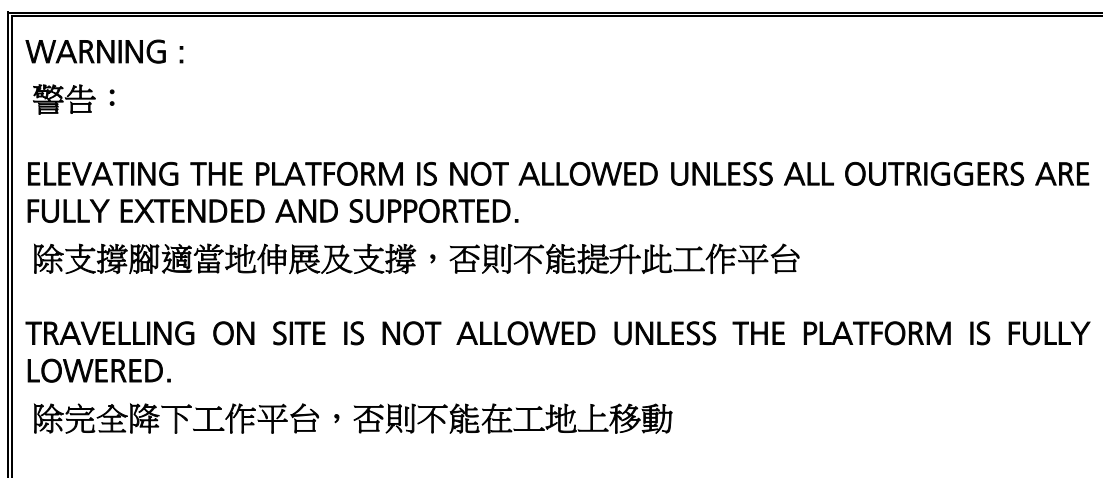 WARNING :
警告：
ELEVATING THE PLATFORM IS NOT ALLOWED UNLESS ALL OUTRIGGERS ARE
FULLY EXTENDED AND SUPPORTED.
除支撐腳適當地伸展及支撐，否則不能提升此工作平台
TRAVELLING ON SITE IS NOT ALLOWED UNLESS THE PLATFORM IS FULLY
LOWERED.
除完全降下工作平台，否則不能在工地上移動